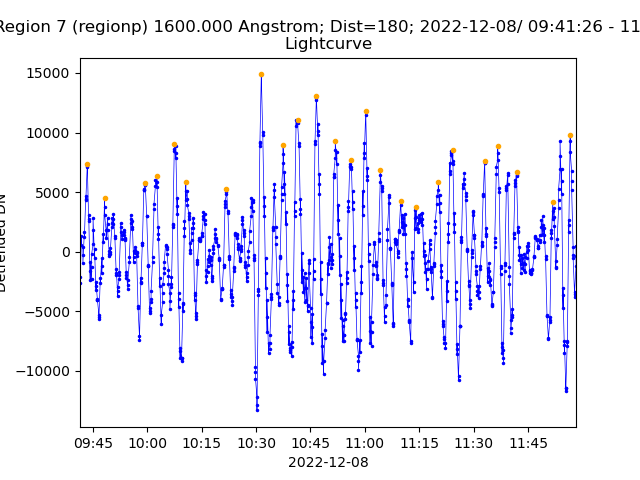 Region 7 (regionp) 1600.000 Angstrom; Dist=180; 2022-12-08/ 09:41:26 - 11
Lightcurve
Detrended DN
15000
10000
5000
0
−5000
−10000
09:45 10:00 10:15 10:30 10:45 11:00 11:15 11:30 11:45
2022-12-08